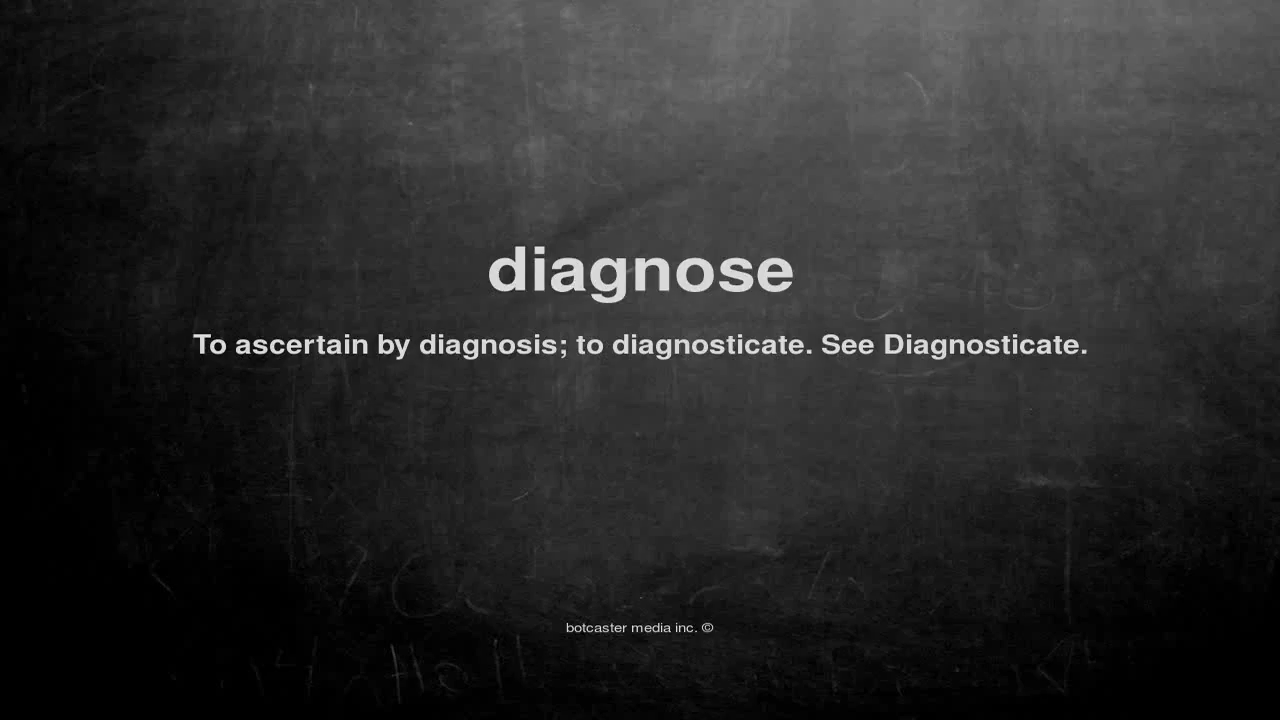 diagnose
To ascertain by diagnosis; to diagnosticate. See Diagnosticate.
botcaster media inc. ©